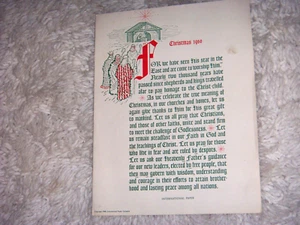 Christmas 1960
FOR we have seen His star in the
East and are come to worship Him."
Nearly two thousand years have
passed since shepherds and kings travelled
afar to pay homage to the Christ child.
As we celebrate the true meaning of
Christmas, in our churches and homes, let us
again give thanks to Him for His great gift
to mankind. Let us all pray that Christians,
and those of other faiths, unite and stand firm
to meet the challenge of Godlessness. Let
us remain steadfast in our Faith in God and
the teachings of Christ. Let us pray for those
who live in fear and are ruled by despots.
Let us ask our Heavenly Father's guidance
for our new leaders, elected by free people, that
they may govern with wisdom, understanding
and courage in their efforts to attain brother-
hood and lasting peace among all nations.
INTERNATIONAL PAPER